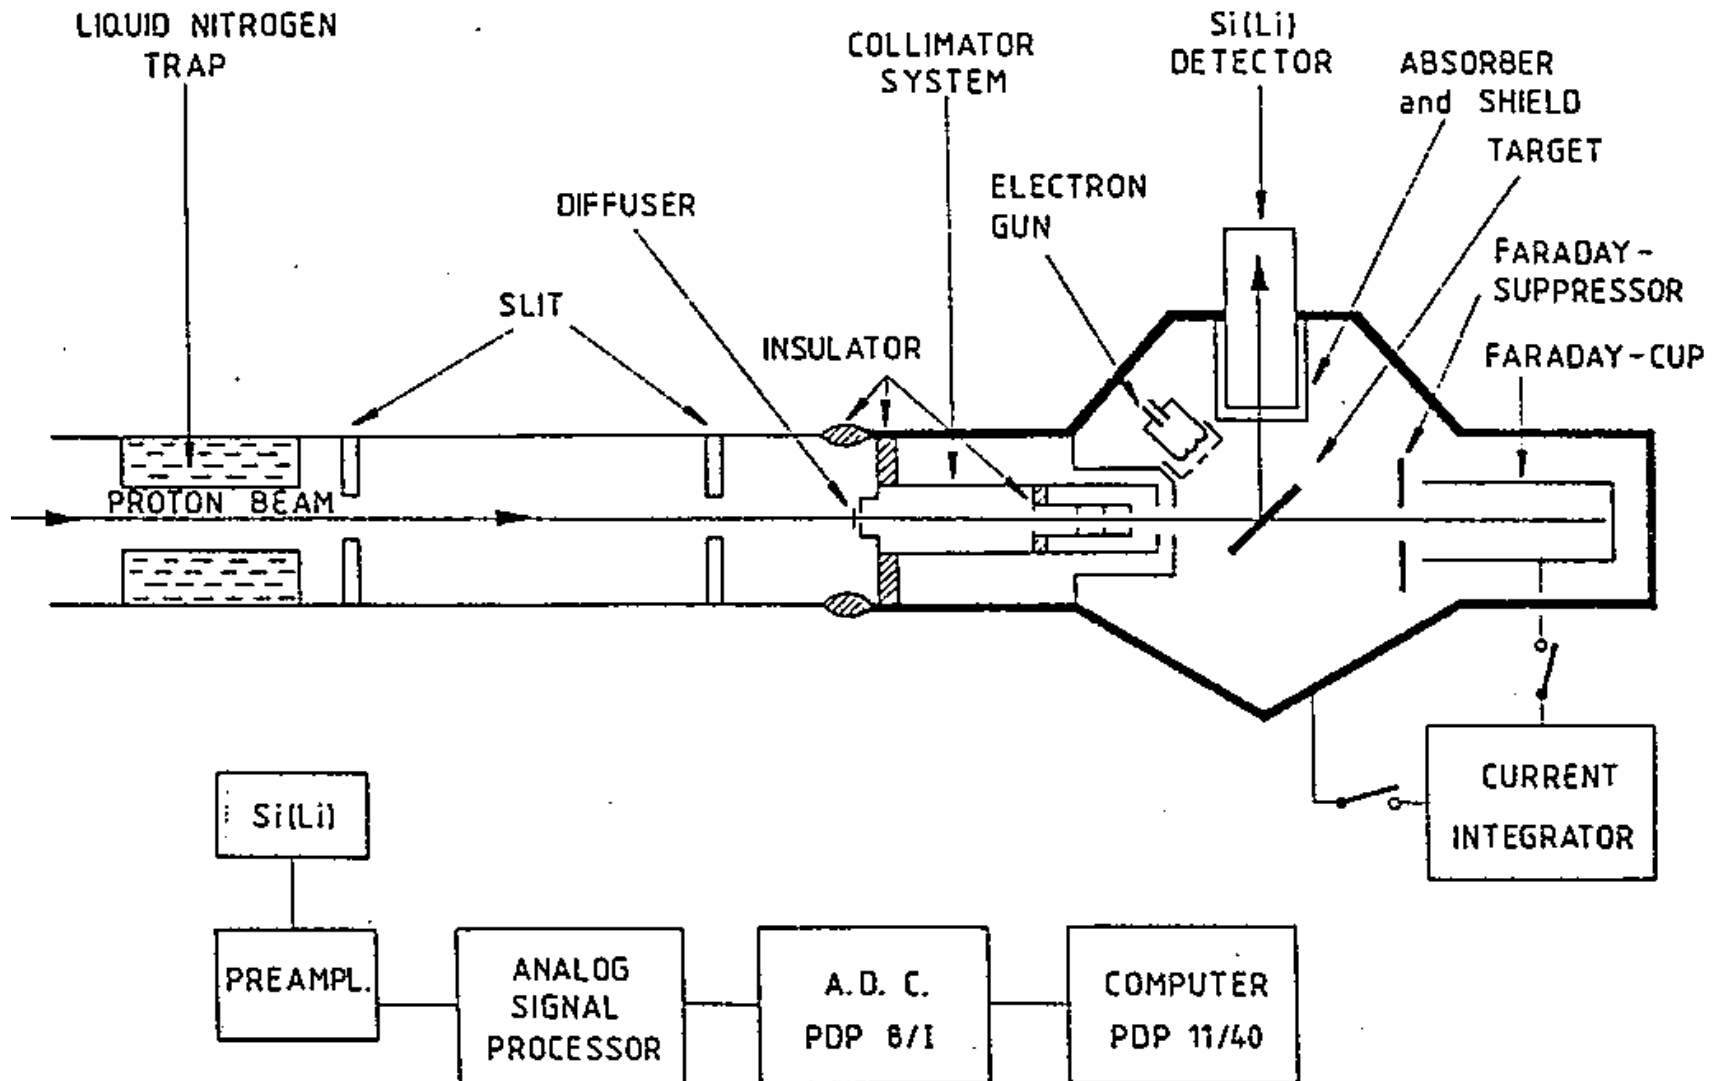 LIQUID NITROGEN
TRAP
COLLIMATOR
SYSTEM
Si(Li)
DETECTOR
ABSORBER
and SHIELD
TARGET
ELECTRON
GUN
DIFFUSER
FARADAY-
SUPPRESSOR
SLIT
INSULATOR
FARADAY-CUP
PROTON BEAM
CURRENT
INTEGRATOR
Si(Li)
PREAMPL.
ANALOG
SIGNAL
PROCESSOR
A.D.C.
PDP 8/I
COMPUTER
PDP 11/40